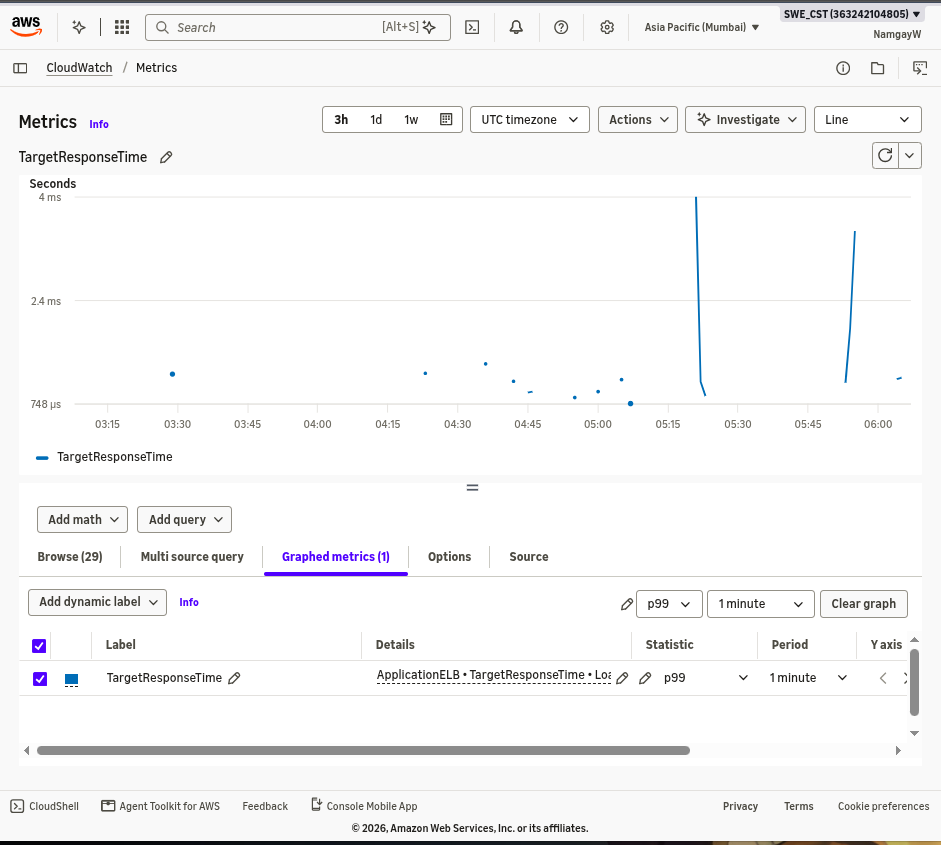 aws
Search [Alt+S]
Asia Pacific (Mumbai)
SWE_CST (363242104805)
NamgayW
CloudWatch / Metrics
Metrics Info
3h 1d 1w
UTC timezone
Actions
Investigate
Line
TargetResponseTime
Seconds
4 ms
2.4 ms
748 µs
03:15 03:30 03:45 04:00 04:15 04:30 04:45 05:00 05:15 05:30 05:45 06:00
TargetResponseTime
Add math
Add query
Browse (29) Multi source query Graphed metrics (1) Options Source
Add dynamic label Info p99 1 minute Clear graph
Label Details Statistic Period Y axis
TargetResponseTime ApplicationELB • TargetResponseTime • Loa p99 1 minute
CloudShell Agent Toolkit for AWS Feedback Console Mobile App Privacy Terms Cookie preferences
© 2026, Amazon Web Services, Inc. or its affiliates.